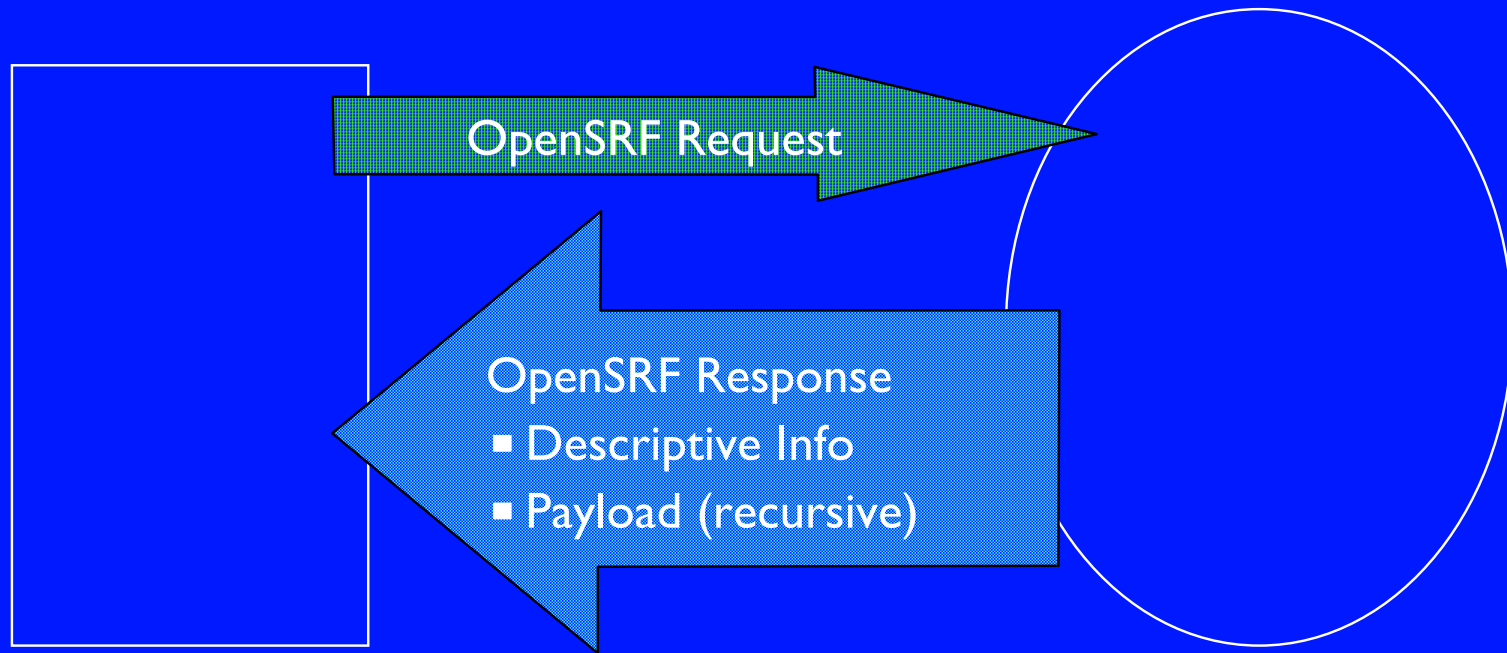 OpenSRF Request
OpenSRF Response
▪ Descriptive Info
▪ Payload (recursive)